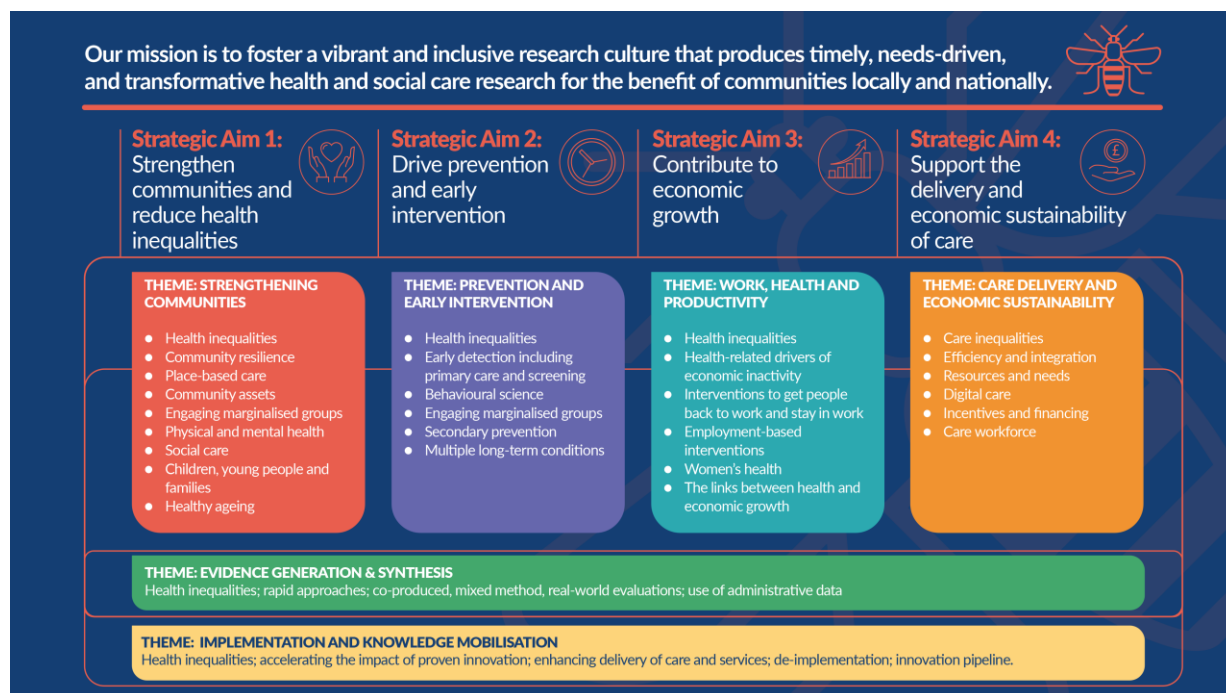 Our mission is to foster a vibrant and inclusive research culture that produces timely, needs-driven,
and transformative health and social care research for the benefit of communities locally and nationally.
Strategic Aim 1:
Strengthen
communities and
reduce health
inequalities
Strategic Aim 2:
Drive prevention
and early
intervention
Strategic Aim 3:
Contribute to
economic
growth
Strategic Aim 4:
Support the
delivery and
economic sustainability
of care
£
THEME: STRENGTHENING
COMMUNITIES
● Health inequalities
● Community resilience
● Place-based care
● Community assets
● Engaging marginalised groups
● Physical and mental health
● Social care
● Children, young people and
families
● Healthy ageing
THEME: PREVENTION AND
EARLY INTERVENTION
● Health inequalities
● Early detection including
primary care and screening
● Behavioural science
● Engaging marginalised groups
● Secondary prevention
● Multiple long-term conditions
THEME: WORK, HEALTH AND
PRODUCTIVITY
● Health inequalities
● Health-related drivers of
economic inactivity
● Interventions to get people
back to work and stay in work
● Employment-based
interventions
● Women's health
● The links between health and
economic growth
THEME: CARE DELIVERY AND
ECONOMIC SUSTAINABILITY
● Care inequalities
● Efficiency and integration
● Resources and needs
● Digital care
● Incentives and financing
● Care workforce
THEME: EVIDENCE GENERATION & SYNTHESIS
Health inequalities; rapid approaches; co-produced, mixed method, real-world evaluations; use of administrative data
THEME: IMPLEMENTATION AND KNOWLEDGE MOBILISATION
Health inequalities; accelerating the impact of proven innovation; enhancing delivery of care and services; de-implementation; innovation pipeline.